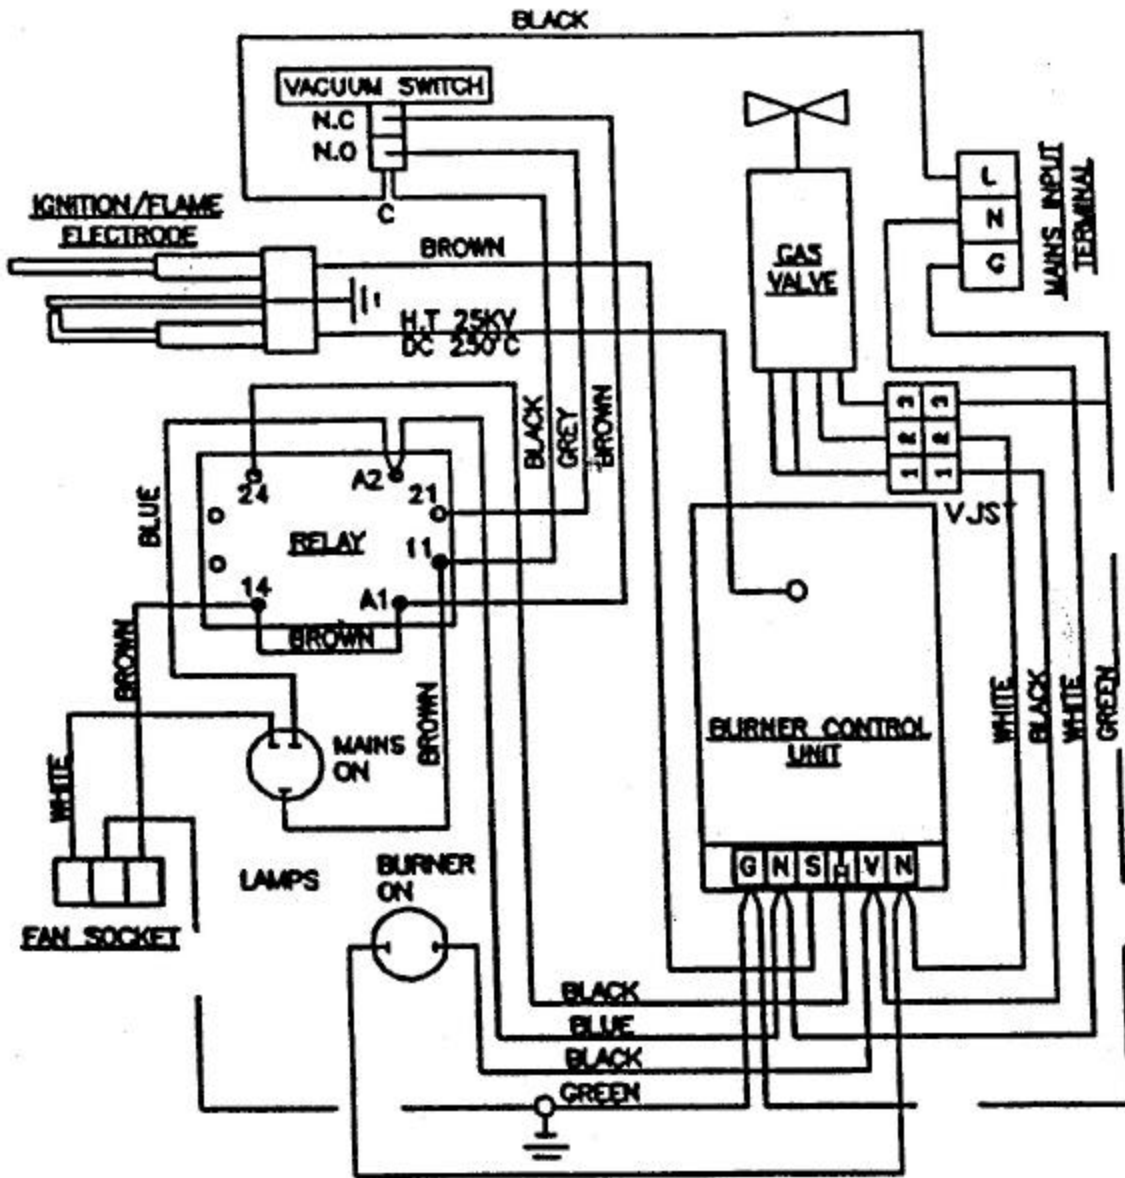 BLACK
VACUUM SWITCH
N.C
N.O
C
IGNITION/FLAME
ELECTRODE
BROWN
H.T 25KV
DC 250°C
GAS
VALVE
L
N
G
MAINS INPUT
TERMINAL
3 3
2 2
1 1
VJS
BLACK
GREY
BROWN
24
A2
21
RELAY
11
14
A1
BROWN
BLUE
BROWN
BROWN
WHITE
MAINS
ON
LAMPS
BURNER
ON
FAN SOCKET
BURNER CONTROL
UNIT
G N S L V N
WHITE
BLACK
WHITE
GREEN
BLACK
BLUE
BLACK
GREEN